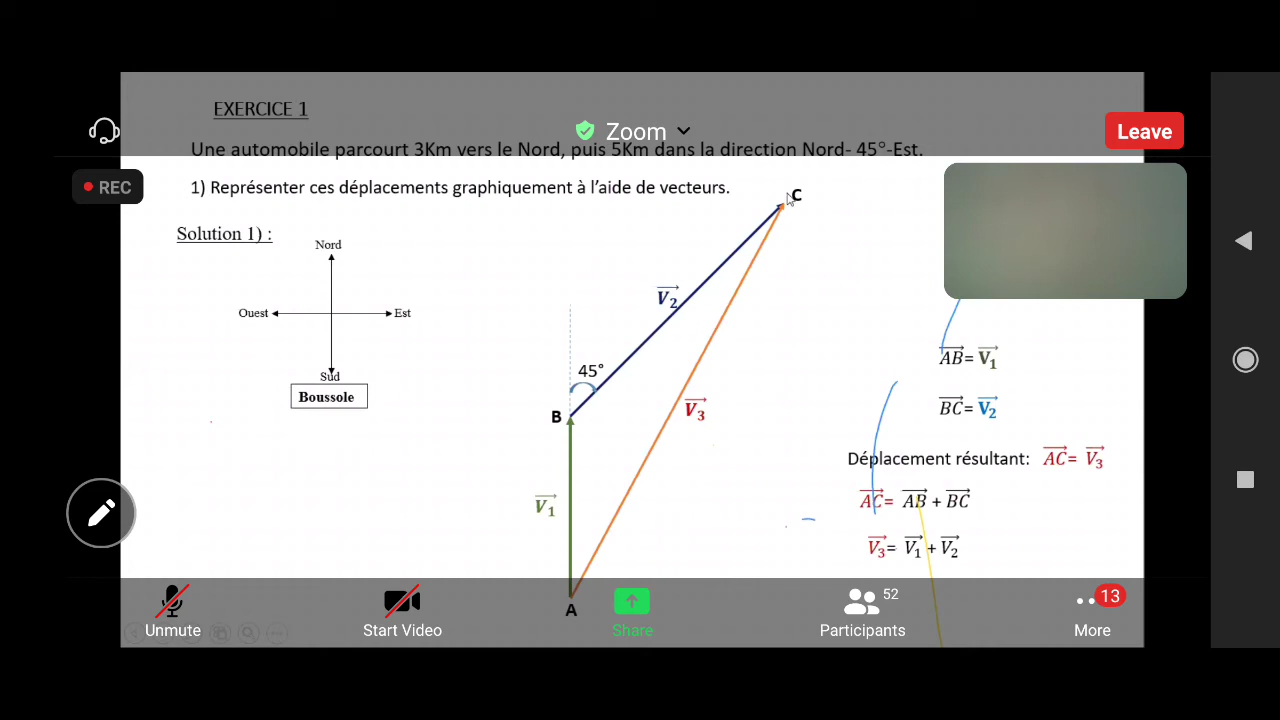 EXERCICE 1
Zoom
Leave
Une automobile parcourt 3Km vers le Nord, puis 5Km dans la direction Nord- 45°-Est.
REC
1) Représenter ces déplacements graphiquement à l'aide de vecteurs.
C
Solution 1) :
Nord
Ouest
Est
Sud
Boussole
V₂
45°
B
V₃
V₁
A
AB= V₁
BC= V₂
Déplacement résultant: AC= V₃
AC= AB + BC
V₃= V₁ + V₂
Unmute
Start Video
Share
52
Participants
13
More